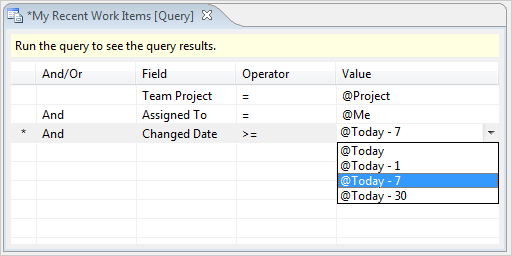 *My Recent Work Items [Query]
Run the query to see the query results.
And/Or Field Operator Value
Team Project = @Project
And Assigned To = @Me
* And Changed Date >= @Today - 7
@Today
@Today - 1
@Today - 7
@Today - 30